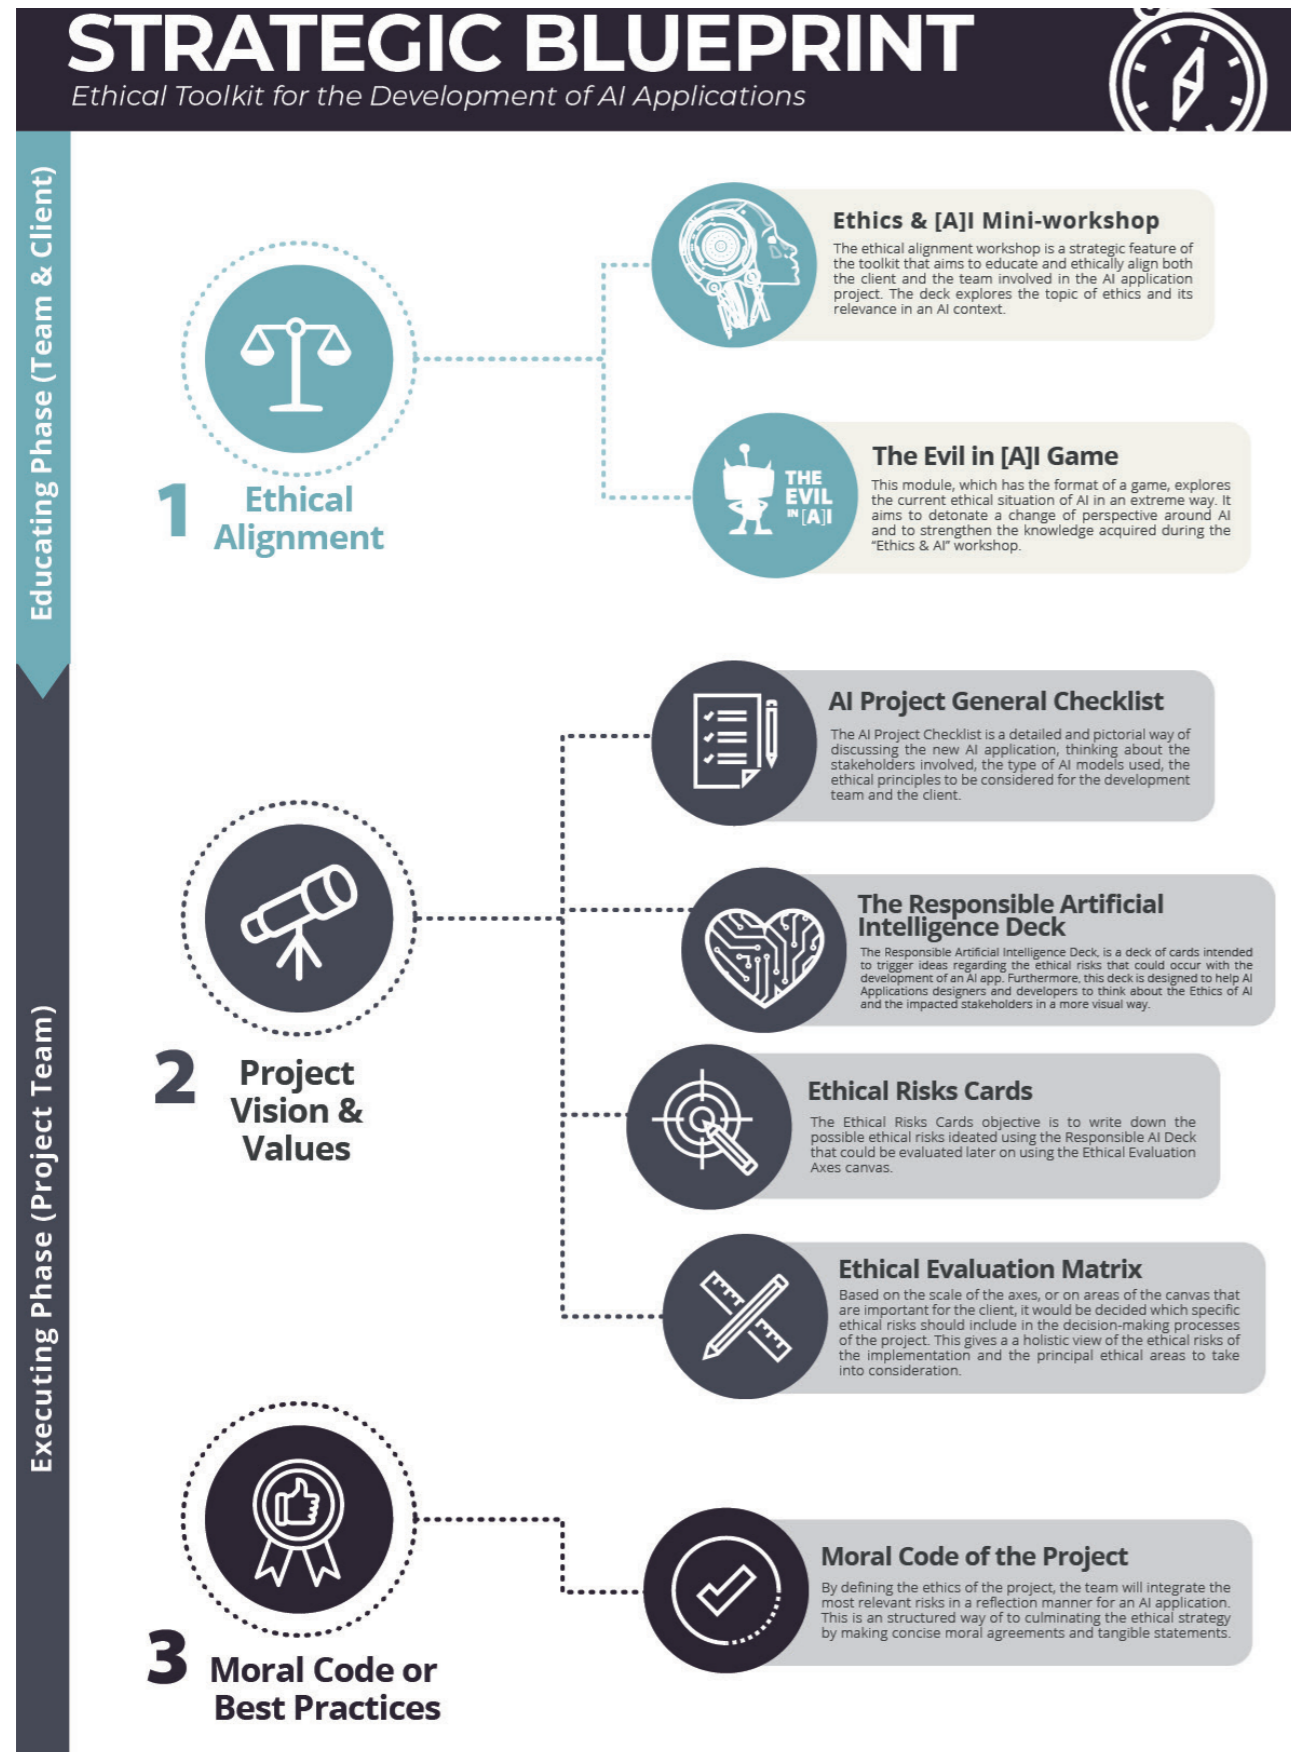 STRATEGIC BLUEPRINT
Ethical Toolkit for the Development of AI Applications
Educating Phase (Team & Client)
1 Ethical
Alignment
Ethics & [A]I Mini-workshop
The ethical alignment workshop is a strategic feature of
the toolkit that aims to educate and ethically align both
the client and the team involved in the AI application
project. The deck explores the topic of ethics and its
relevance in an AI context.
THE
EVIL
IN [A]I
The Evil in [A]I Game
This module, which has the format of a game, explores
the current ethical situation of AI in an extreme way. It
aims to detonate a change of perspective around AI
and to strengthen the knowledge acquired during the
“Ethics & AI” workshop.
Executing Phase (Project Team)
2 Project
Vision &
Values
AI Project General Checklist
The AI Project Checklist is a detailed and pictorial way of
discussing the new AI application, thinking about the
stakeholders involved, the type of AI models used, the
ethical principles to be considered for the development
team and the client.
The Responsible Artificial
Intelligence Deck
The Responsible Artificial Intelligence Deck, is a deck of cards intended
to trigger ideas regarding the ethical risks that could occur with the
development of an AI app. Furthermore, this deck is designed to help AI
Applications designers and developers to think about the Ethics of AI
and the impacted stakeholders in a more visual way.
Ethical Risks Cards
The Ethical Risks Cards objective is to write down the
possible ethical risks ideated using the Responsible AI Deck
that could be evaluated later on using the Ethical Evaluation
Axes canvas.
Ethical Evaluation Matrix
Based on the scale of the axes, or on areas of the canvas that
are important for the client, it would be decided which specific
ethical risks should include in the decision-making processes
of the project. This gives a a holistic view of the ethical risks of
the implementation and the principal ethical areas to take
into consideration.
3 Moral Code or
Best Practices
Moral Code of the Project
By defining the ethics of the project, the team will integrate the
most relevant risks in a reflection manner for an AI application.
This is an structured way of to culminating the ethical strategy
by making concise moral agreements and tangible statements.